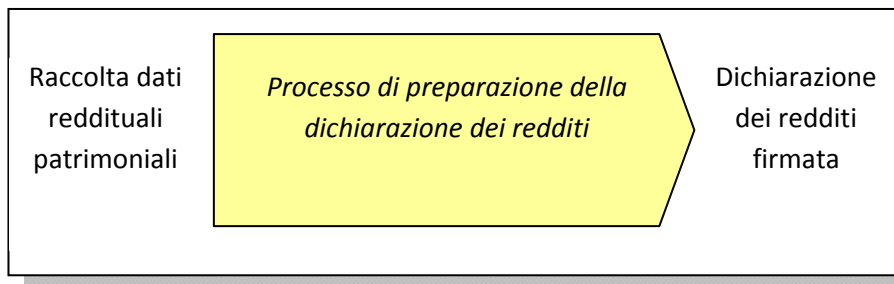 Raccolta dati
reddituali
patrimoniali
Processo di preparazione della
dichiarazione dei redditi
Dichiarazione
dei redditi
firmata